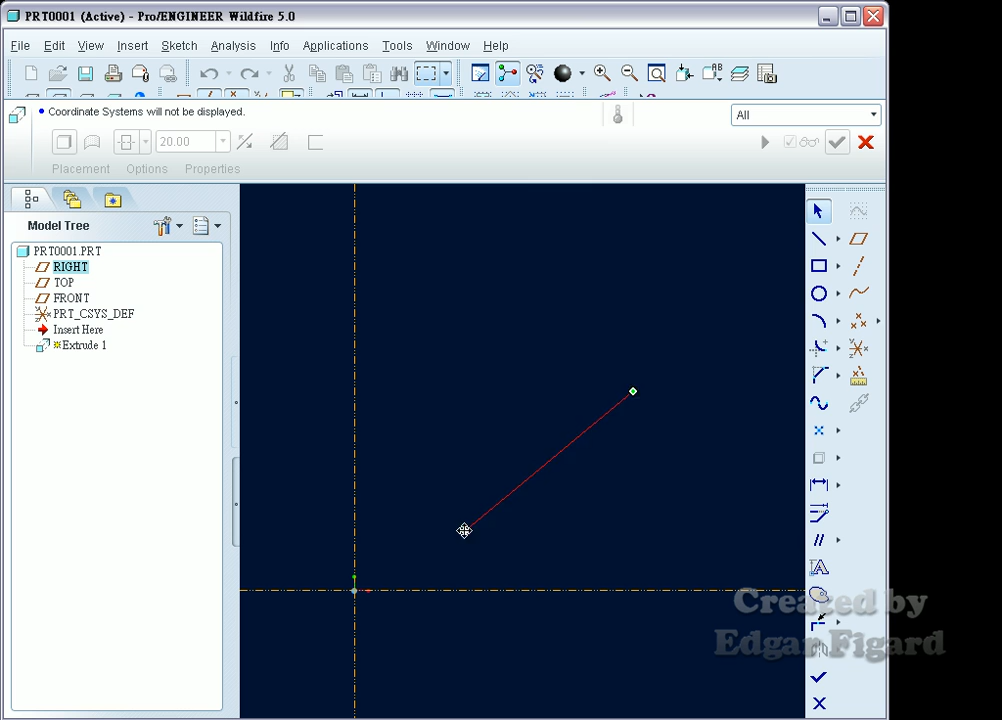 PRT0001 (Active) - Pro/ENGINEER Wildfire 5.0
File Edit View Insert Sketch Analysis Info Applications Tools Window Help
Coordinate Systems will not be displayed.
All
20.00
Placement Options Properties
Model Tree
PRT0001.PRT
RIGHT
TOP
FRONT
PRT_CSYS_DEF
Insert Here
Extrude 1
Created by
Edgar Figard